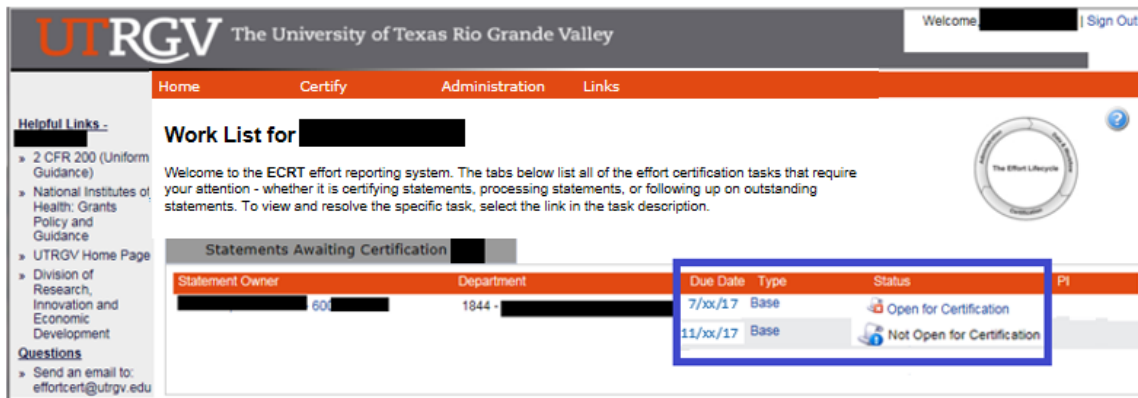 UTRGV The University of Texas Rio Grande Valley
Welcome, | Sign Out
Home Certify Administration Links
Helpful Links -
» 2 CFR 200 (Uniform
Guidance)
» National Institutes of
Health: Grants
Policy and
Guidance
» UTRGV Home Page
» Division of
Research,
Innovation and
Economic
Development
Questions
» Send an email to:
effortcert@utrgv.edu
Work List for
Welcome to the ECRT effort reporting system. The tabs below list all of the effort certification tasks that require
your attention - whether it is certifying statements, processing statements, or following up on outstanding
statements. To view and resolve the specific task, select the link in the task description.
Administration
The Effort Lifecycle
Certification
?
Statements Awaiting Certification
Statement Owner Department Due Date Type Status PI
600 1844 - 7/xx/17 Base Open for Certification
11/xx/17 Base Not Open for Certification